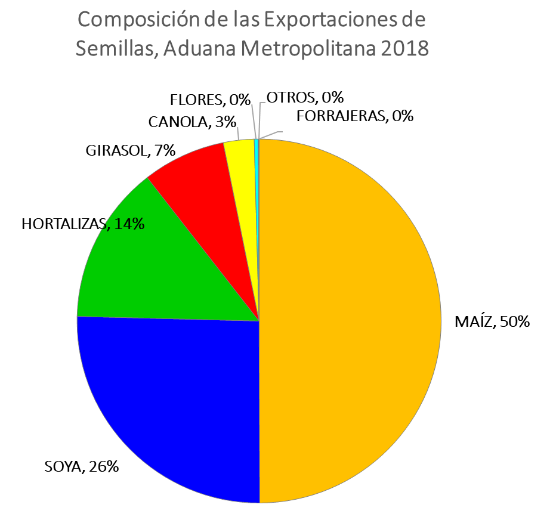 Composición de las Exportaciones de
Semillas, Aduana Metropolitana 2018
FLORES, 0%
OTROS, 0%
CANOLA, 3%
FORRAJERAS, 0%
GIRASOL, 7%
HORTALIZAS, 14%
MAÍZ, 50%
SOYA, 26%